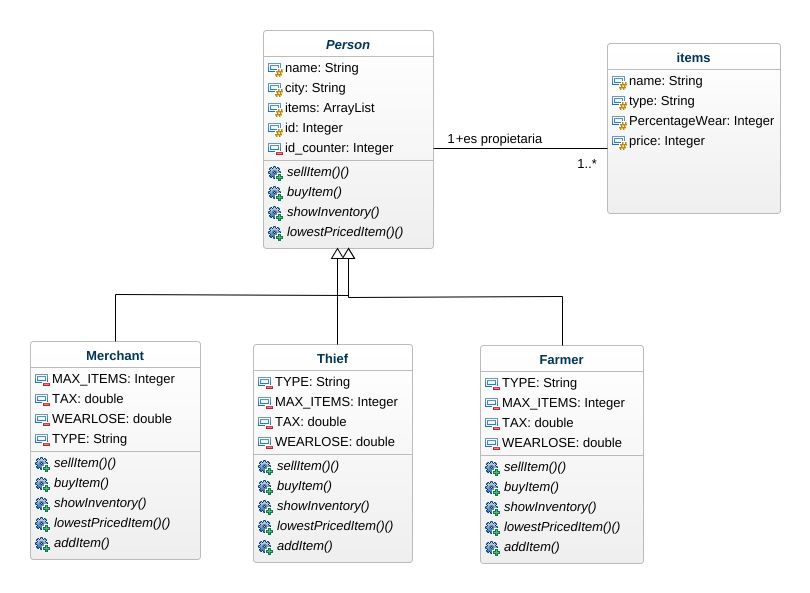 Person
name: String
city: String
items: ArrayList
id: Integer
id_counter: Integer
sellItem()()
buyItem()
showInventory()
lowestPricedItem()()
1+es propietaria
1..*
items
name: String
type: String
PercentageWear: Integer
price: Integer
Merchant
MAX_ITEMS: Integer
TAX: double
WEARLOSE: double
TYPE: String
sellItem()()
buyItem()
showInventory()
lowestPricedItem()()
addItem()
Thief
TYPE: String
MAX_ITEMS: Integer
TAX: double
WEARLOSE: double
sellItem()()
buyItem()
showInventory()
lowestPricedItem()()
addItem()
Farmer
TYPE: String
MAX_ITEMS: Integer
TAX: double
WEARLOSE: double
sellItem()()
buyItem()
showInventory()
lowestPricedItem()()
addItem()